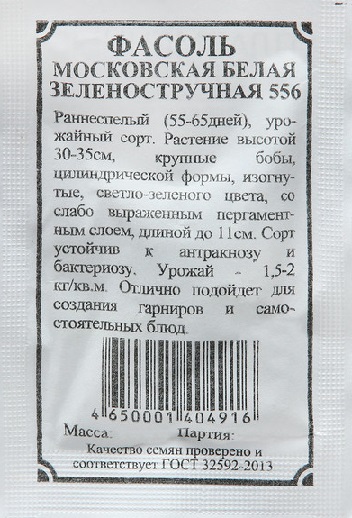 ФАСОЛЬ
МОСКОВСКАЯ БЕЛАЯ
ЗЕЛЕНОСТРУЧНАЯ 556
Раннеспелый (55-65дней), уро-
жайный сорт. Растение высотой
30-35см, крупные бобы,
цилиндрической формы, изогну-
тые, светло-зеленого цвета, со
слабо выраженным пергамент-
ным слоем, длиной до 11см. Сорт
устойчив к антракнозу и
бактериозу. Урожай - 1,5-2
кг/кв.м. Отлично подойдет для
создания гарниров и само-
стоятельных блюд.
4 650001 404916
Масса: Партия:
Качество семян проверено и
соответствует ГОСТ 32592-2013